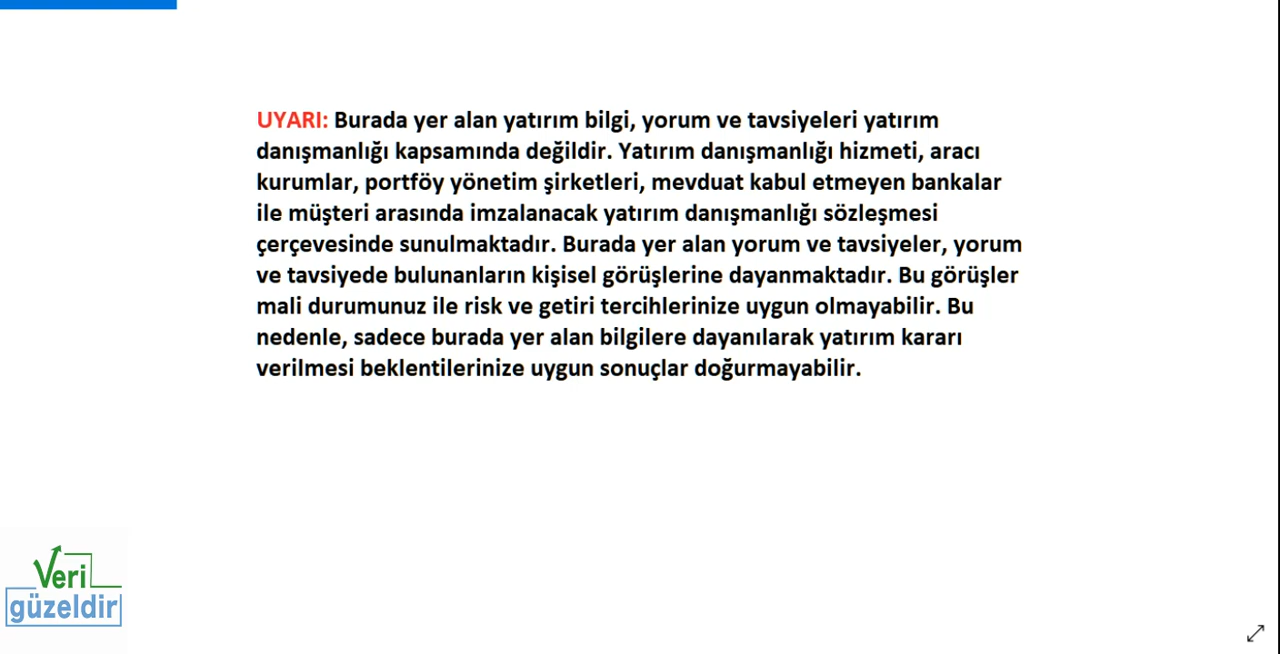 UYARI: Burada yer alan yatırım bilgi, yorum ve tavsiyeleri yatırım
danışmanlığı kapsamında değildir. Yatırım danışmanlığı hizmeti, aracı
kurumlar, portföy yönetim şirketleri, mevduat kabul etmeyen bankalar
ile müşteri arasında imzalanacak yatırım danışmanlığı sözleşmesi
çerçevesinde sunulmaktadır. Burada yer alan yorum ve tavsiyeler, yorum
ve tavsiyede bulunanların kişisel görüşlerine dayanmaktadır. Bu görüşler
mali durumunuz ile risk ve getiri tercihlerinize uygun olmayabilir. Bu
nedenle, sadece burada yer alan bilgilere dayanılarak yatırım kararı
verilmesi beklentilerinize uygun sonuçlar doğurmayabilir.
Veri
güzeldir